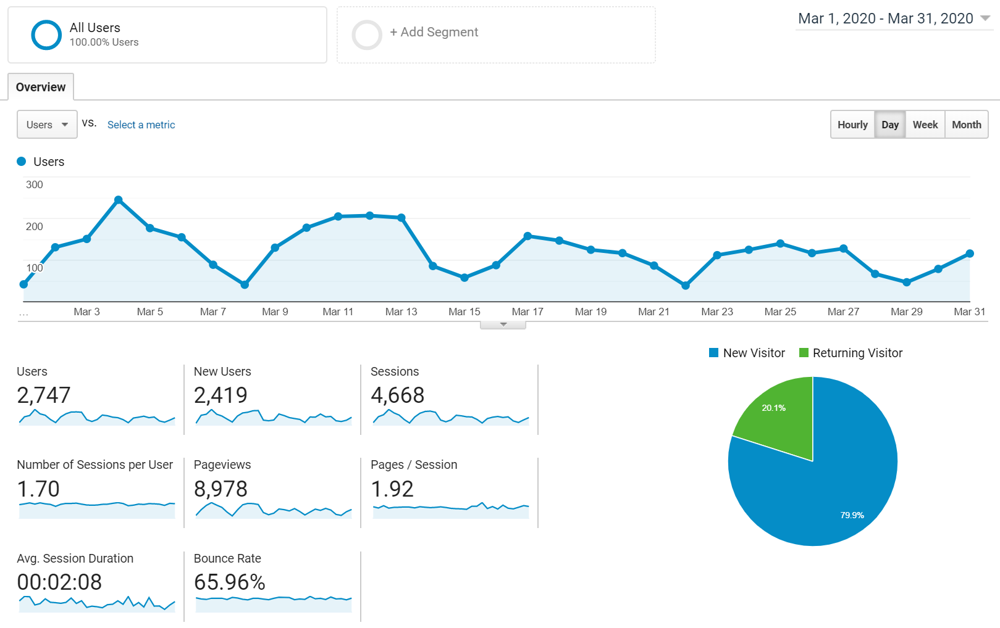 All Users
100.00% Users
+ Add Segment
Mar 1, 2020 - Mar 31, 2020
Overview
Users
vs.
Select a metric
Hourly
Day
Week
Month
Users
300
200
100
...
Mar 3
Mar 5
Mar 7
Mar 9
Mar 11
Mar 13
Mar 15
Mar 17
Mar 19
Mar 21
Mar 23
Mar 25
Mar 27
Mar 29
Mar 31
New Visitor
Returning Visitor
Users
2,747
New Users
2,419
Sessions
4,668
Number of Sessions per User
1.70
Pageviews
8,978
Pages / Session
1.92
Avg. Session Duration
00:02:08
Bounce Rate
65.96%
20.1%
79.9%